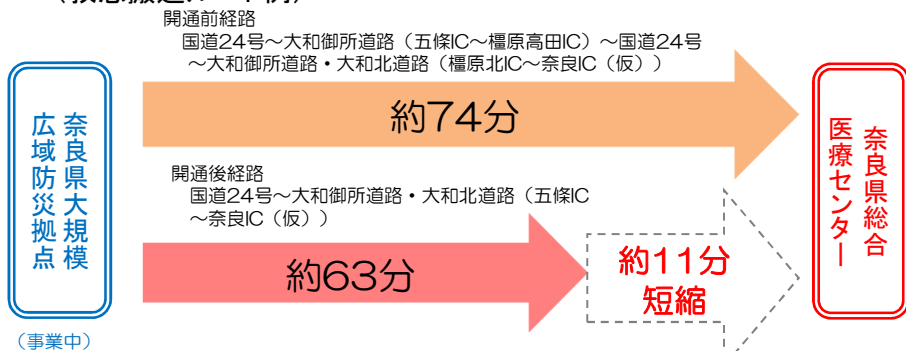 開通前経路
国道24号～大和御所道路（五條IC～橿原高田IC）～国道24号
～大和御所道路・大和北道路（橿原北IC～奈良IC（仮））
約74分
奈良県大規模
広域防災拠点
（事業中）
開通後経路
国道24号～大和御所道路・大和北道路（五條IC
～奈良IC（仮））
約63分
約11分
短縮
奈良県総合
医療センター